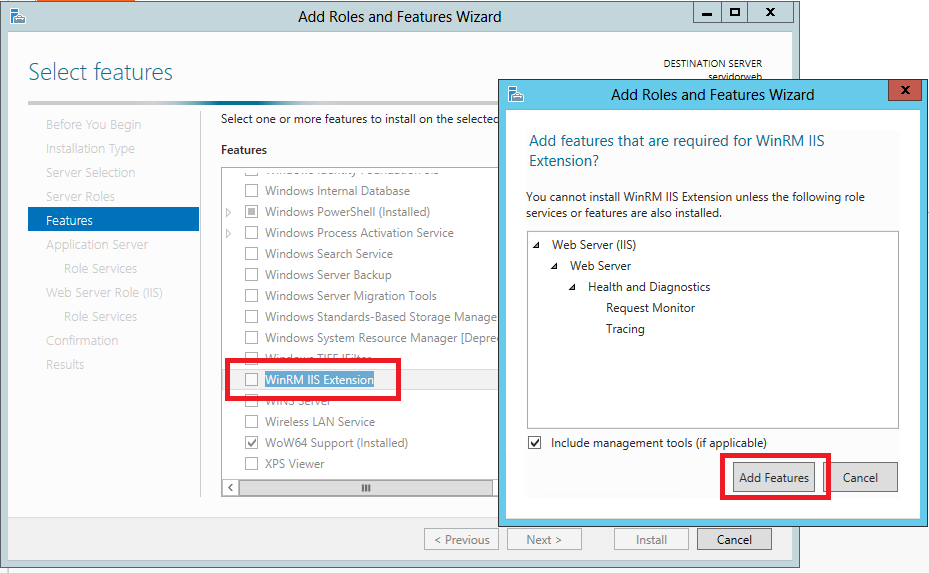 Add Roles and Features Wizard
Select features
DESTINATION SERVER
servidorweb
Before You Begin
Installation Type
Server Selection
Server Roles
Features
Application Server
Role Services
Web Server Role (IIS)
Role Services
Confirmation
Results
Select one or more features to install on the selected
Features
Windows Internal Database
Windows PowerShell (Installed)
Windows Process Activation Service
Windows Search Service
Windows Server Backup
Windows Server Migration Tools
Windows Standards-Based Storage Manage
Windows System Resource Manager [Depre
Windows TIFF IFilter
WinRM IIS Extension
WINS Server
Wireless LAN Service
WoW64 Support (Installed)
XPS Viewer
< Previous
Next >
Install
Cancel
Add Roles and Features Wizard
Add features that are required for WinRM IIS
Extension?
You cannot install WinRM IIS Extension unless the following role
services or features are also installed.
Web Server (IIS)
Web Server
Health and Diagnostics
Request Monitor
Tracing
Include management tools (if applicable)
Add Features
Cancel